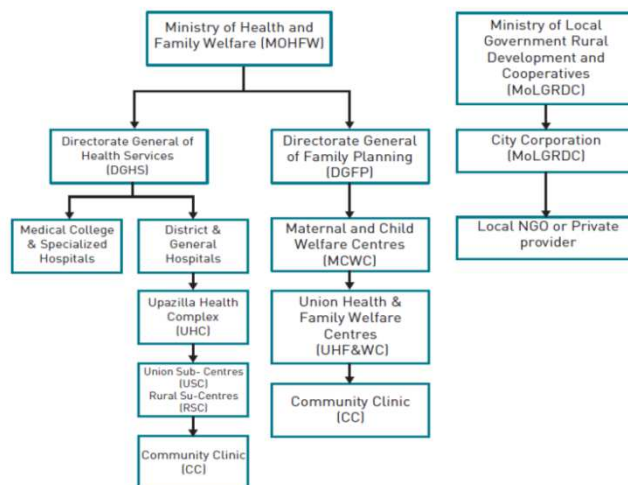 Ministry of Health and
Family Welfare (MOHFW)
Ministry of Local
Government Rural
Development and
Cooperatives
(MoLGRDC)
Directorate General of
Health Services
(DGHS)
Directorate General
of Family Planning
(DGFP)
City Corporation
(MoLGRDC)
Medical College
& Specialized
Hospitals
District &
General
Hospitals
Maternal and Child
Welfare Centres
(MCWC)
Local NGO or Private
provider
Upazilla Health
Complex
(UHC)
Union Health &
Family Welfare
Centres
(UHF&WC)
Union Sub- Centres
(USC)
Rural Su-Centres
(RSC)
Community Clinic
(CC)
Community Clinic
(CC)